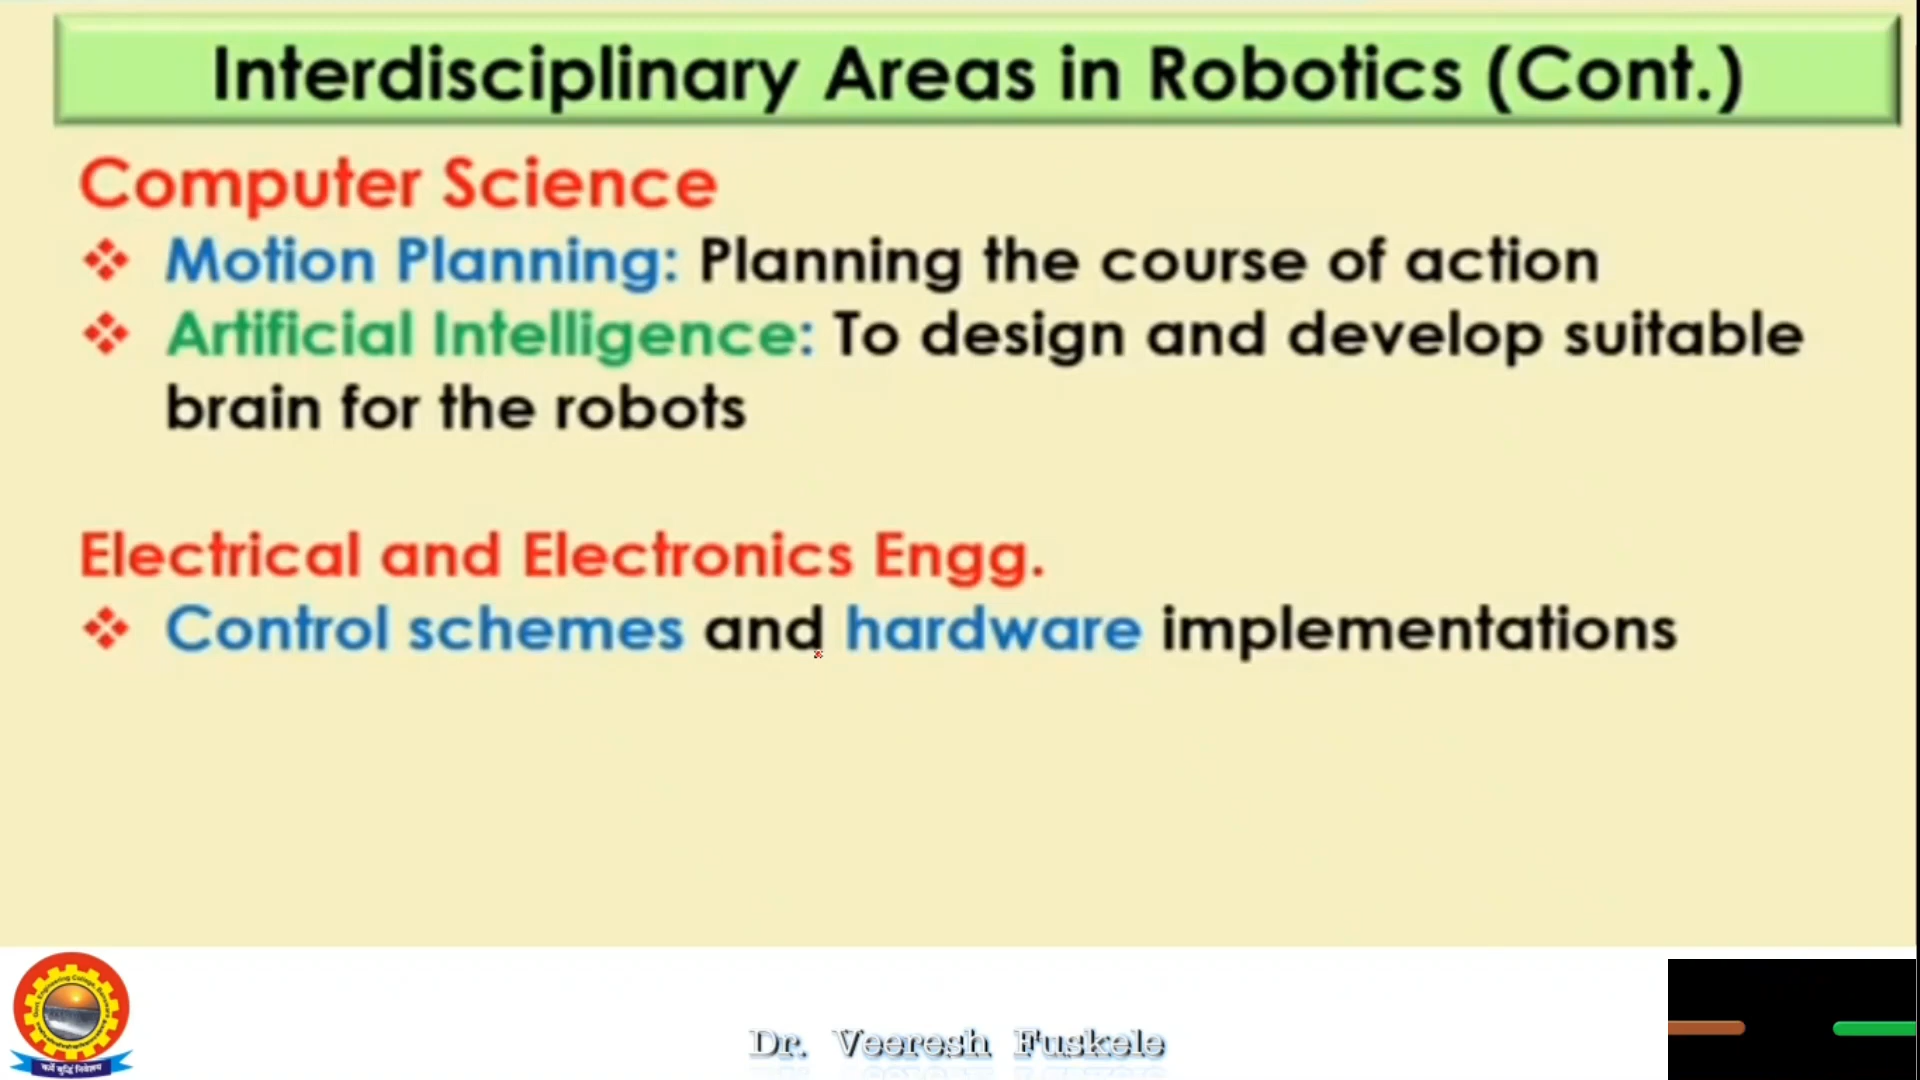 Interdisciplinary Areas in Robotics (Cont.)
Computer Science
❖ Motion Planning: Planning the course of action
❖ Artificial Intelligence: To design and develop suitable
brain for the robots
Electrical and Electronics Engg.
❖ Control schemes and hardware implementations
Dr. Veeresh Fuskele